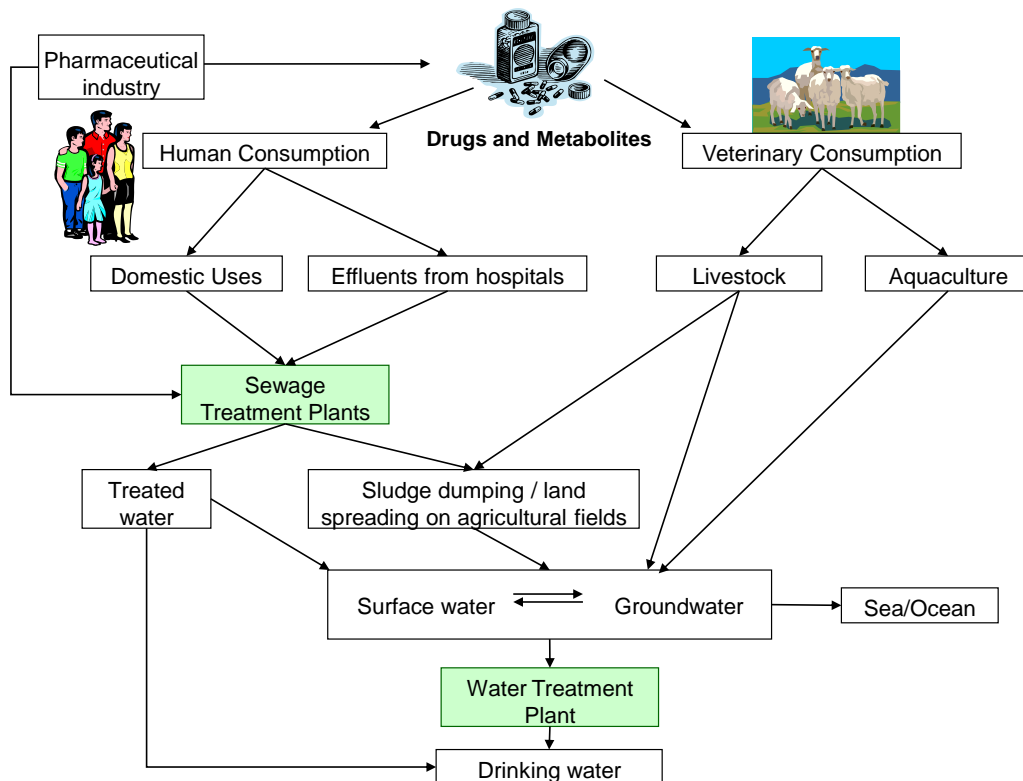 Pharmaceutical
industry
Drugs and Metabolites
Human Consumption
Veterinary Consumption
Domestic Uses
Effluents from hospitals
Livestock
Aquaculture
Sewage
Treatment Plants
Treated
water
Sludge dumping / land
spreading on agricultural fields
Surface water
Groundwater
Sea/Ocean
Water Treatment
Plant
Drinking water